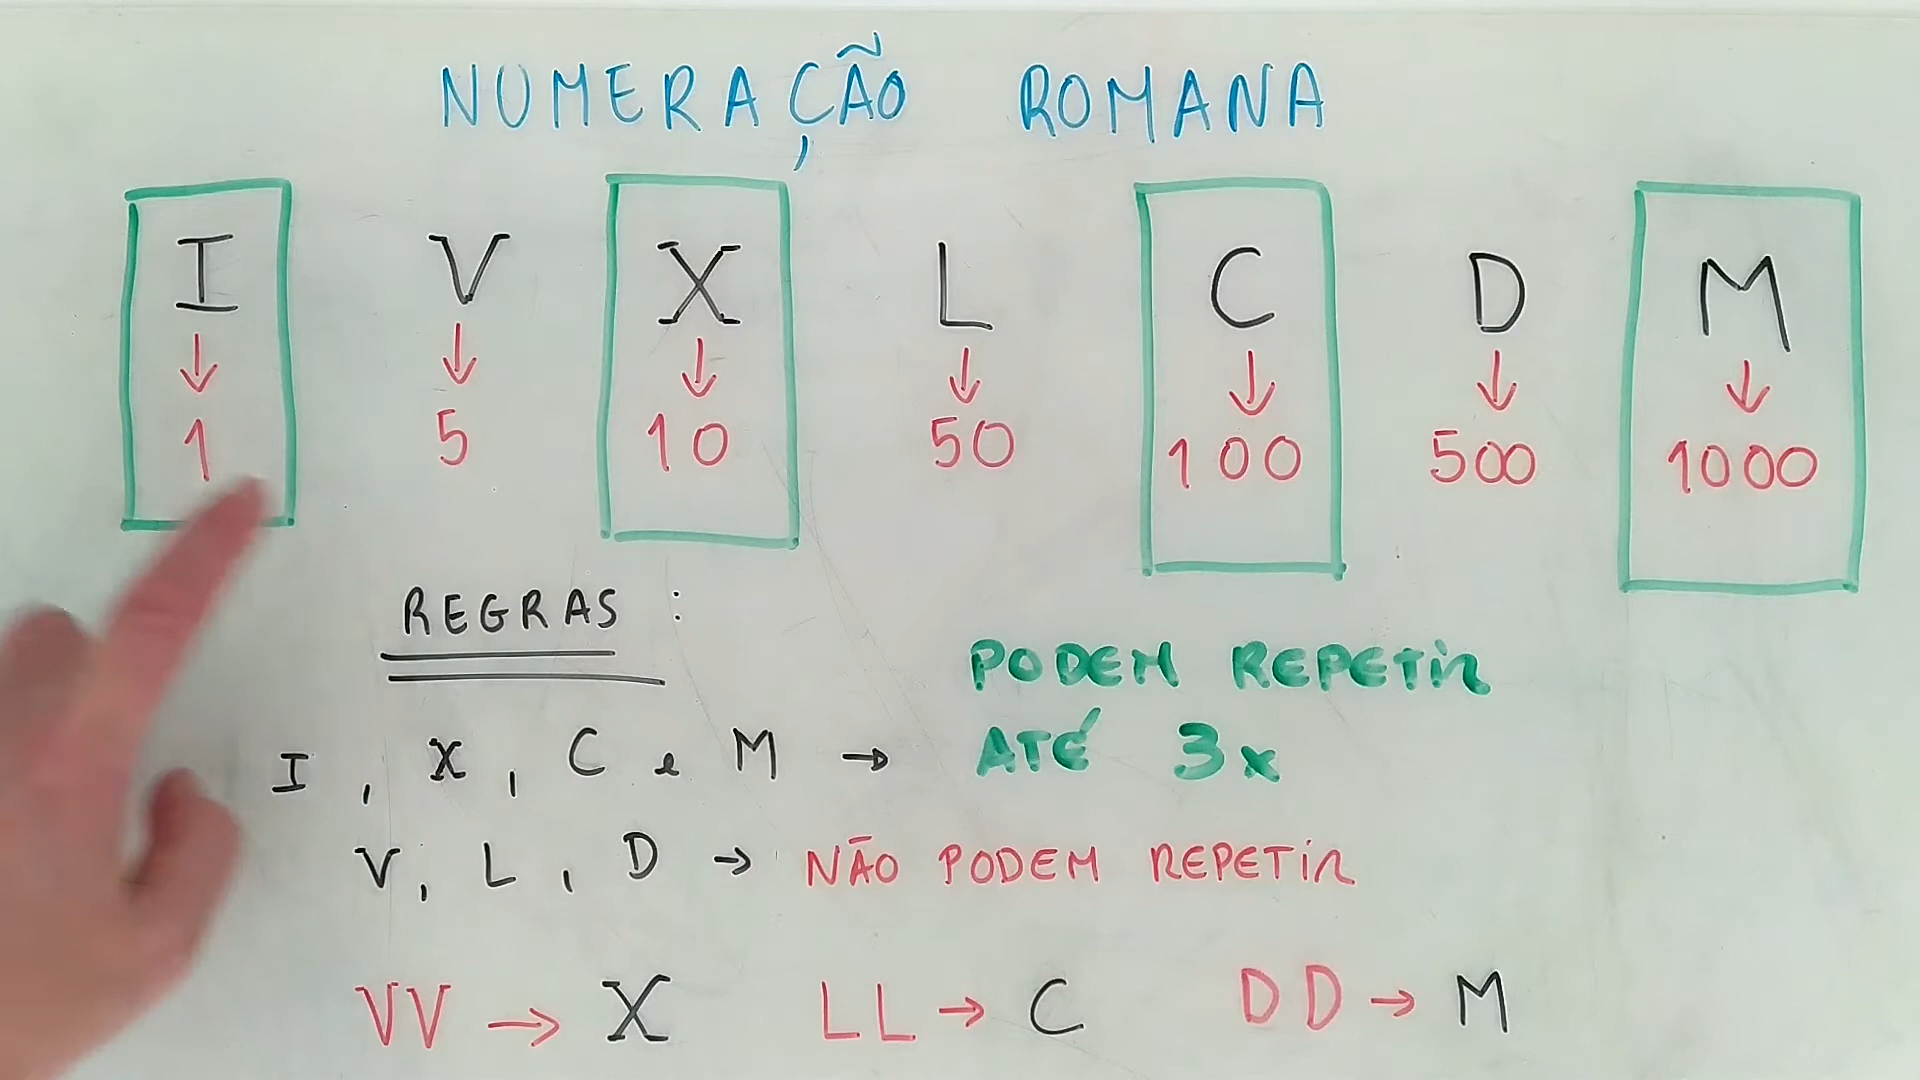 NUMERAÇÃO ROMANA
I V X L C D M
↓ ↓ ↓ ↓ ↓ ↓ ↓
1 5 10 50 100 500 1000
REGRAS :
I , X , C e M → PODEM REPETIR
ATÉ 3x
V, L , D → NÃO PODEM REPETIR
VV → X LL → C DD → M